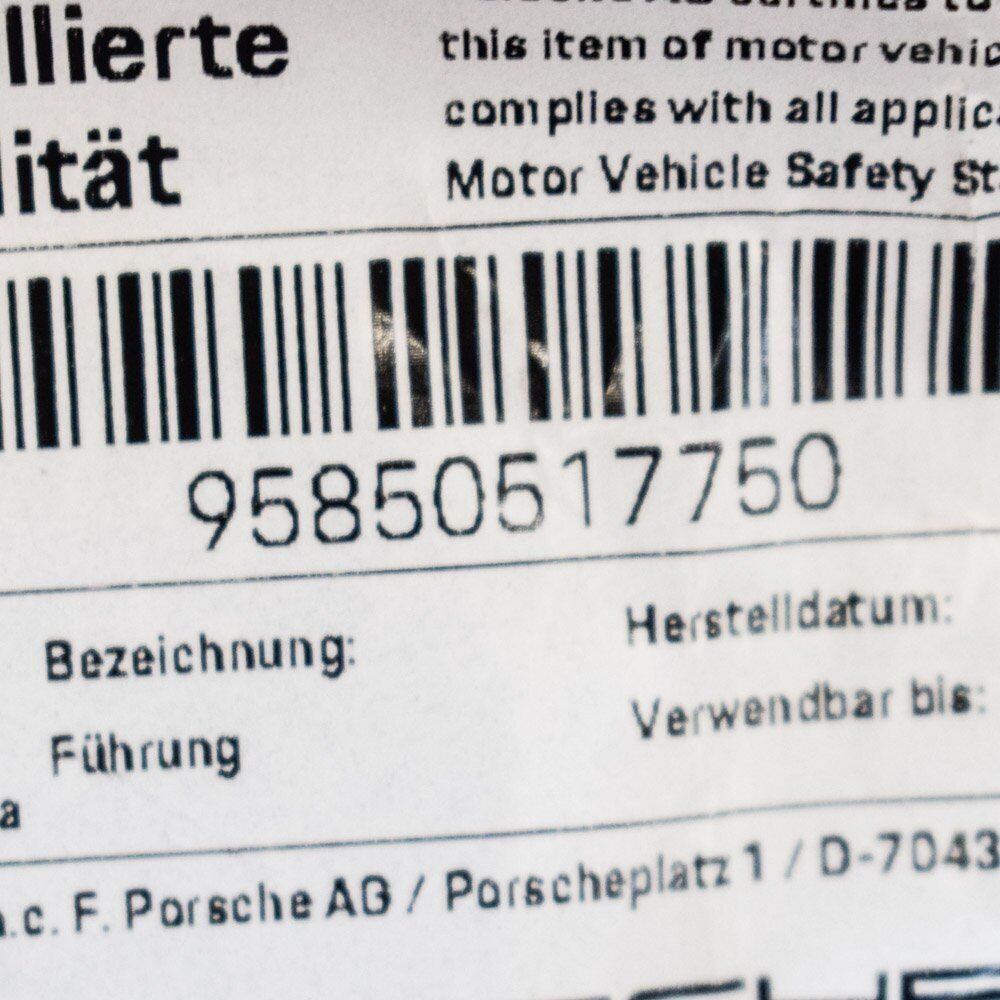 llierte
lität
this item of motor vehic
complies with all applica
Motor Vehicle Safety St
95850517750
Bezeichnung:
Führung
a
Herstelldatum:
Verwendbar bis:
.c. F. Porsche AG / Porscheplatz 1 / D-7043